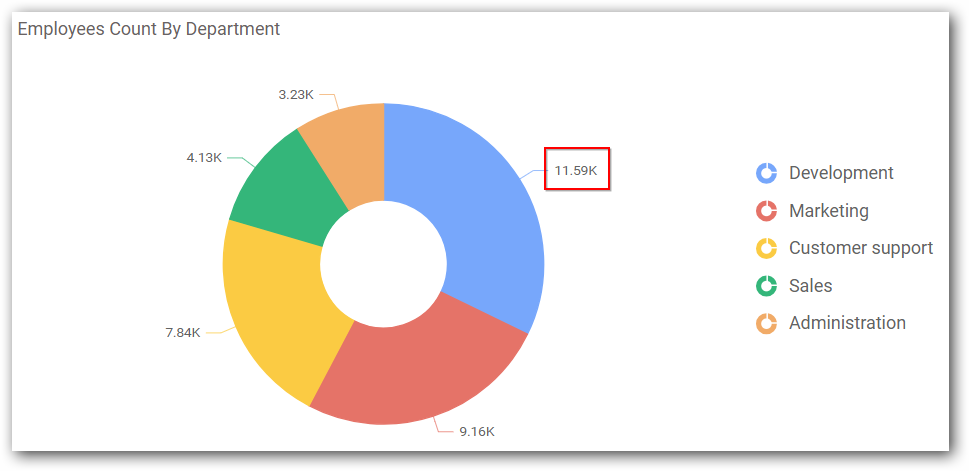 Employees Count By Department
3.23K
4.13K
11.59K
7.84K
9.16K
Development
Marketing
Customer support
Sales
Administration